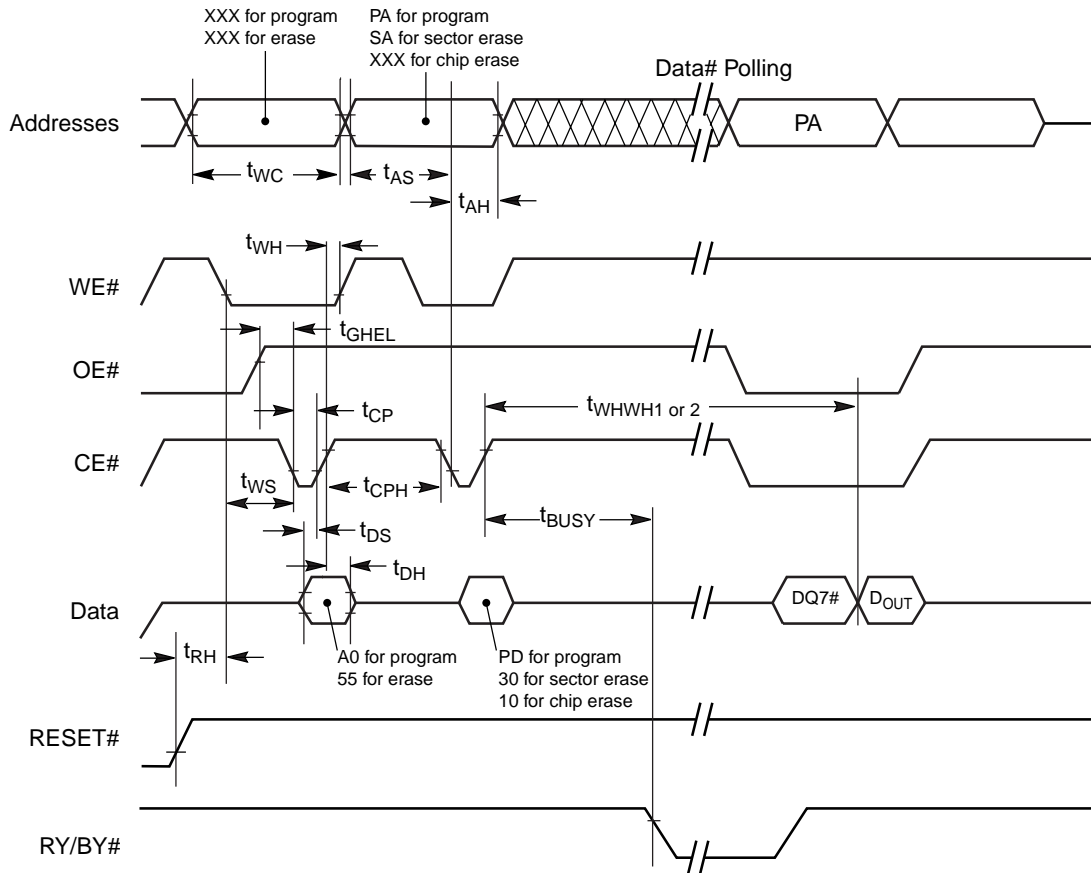 XXX for program
XXX for erase
PA for program
SA for sector erase
XXX for chip erase
Data# Polling
Addresses
PA
tWC
tAS
tAH
tWH
WE#
tGHEL
OE#
tCP
tWHWH1 or 2
CE#
tWS
tCPH
tBUSY
tDS
tDH
Data
DQ7#
DOUT
tRH
A0 for program
55 for erase
PD for program
30 for sector erase
10 for chip erase
RESET#
RY/BY#